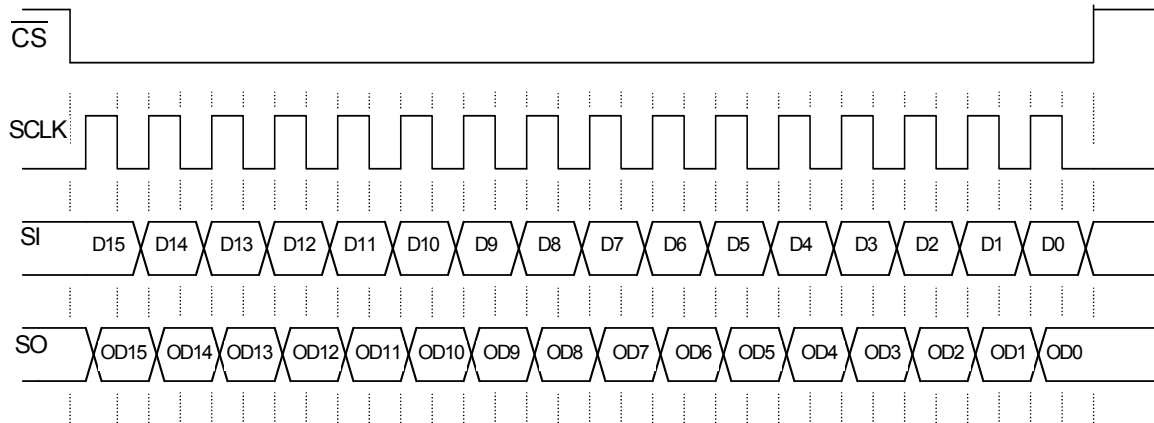 CS
SCLK
SI D15 D14 D13 D12 D11 D10 D9 D8 D7 D6 D5 D4 D3 D2 D1 D0
SO OD15 OD14 OD13 OD12 OD11 OD10 OD9 OD8 OD7 OD6 OD5 OD4 OD3 OD2 OD1 OD0